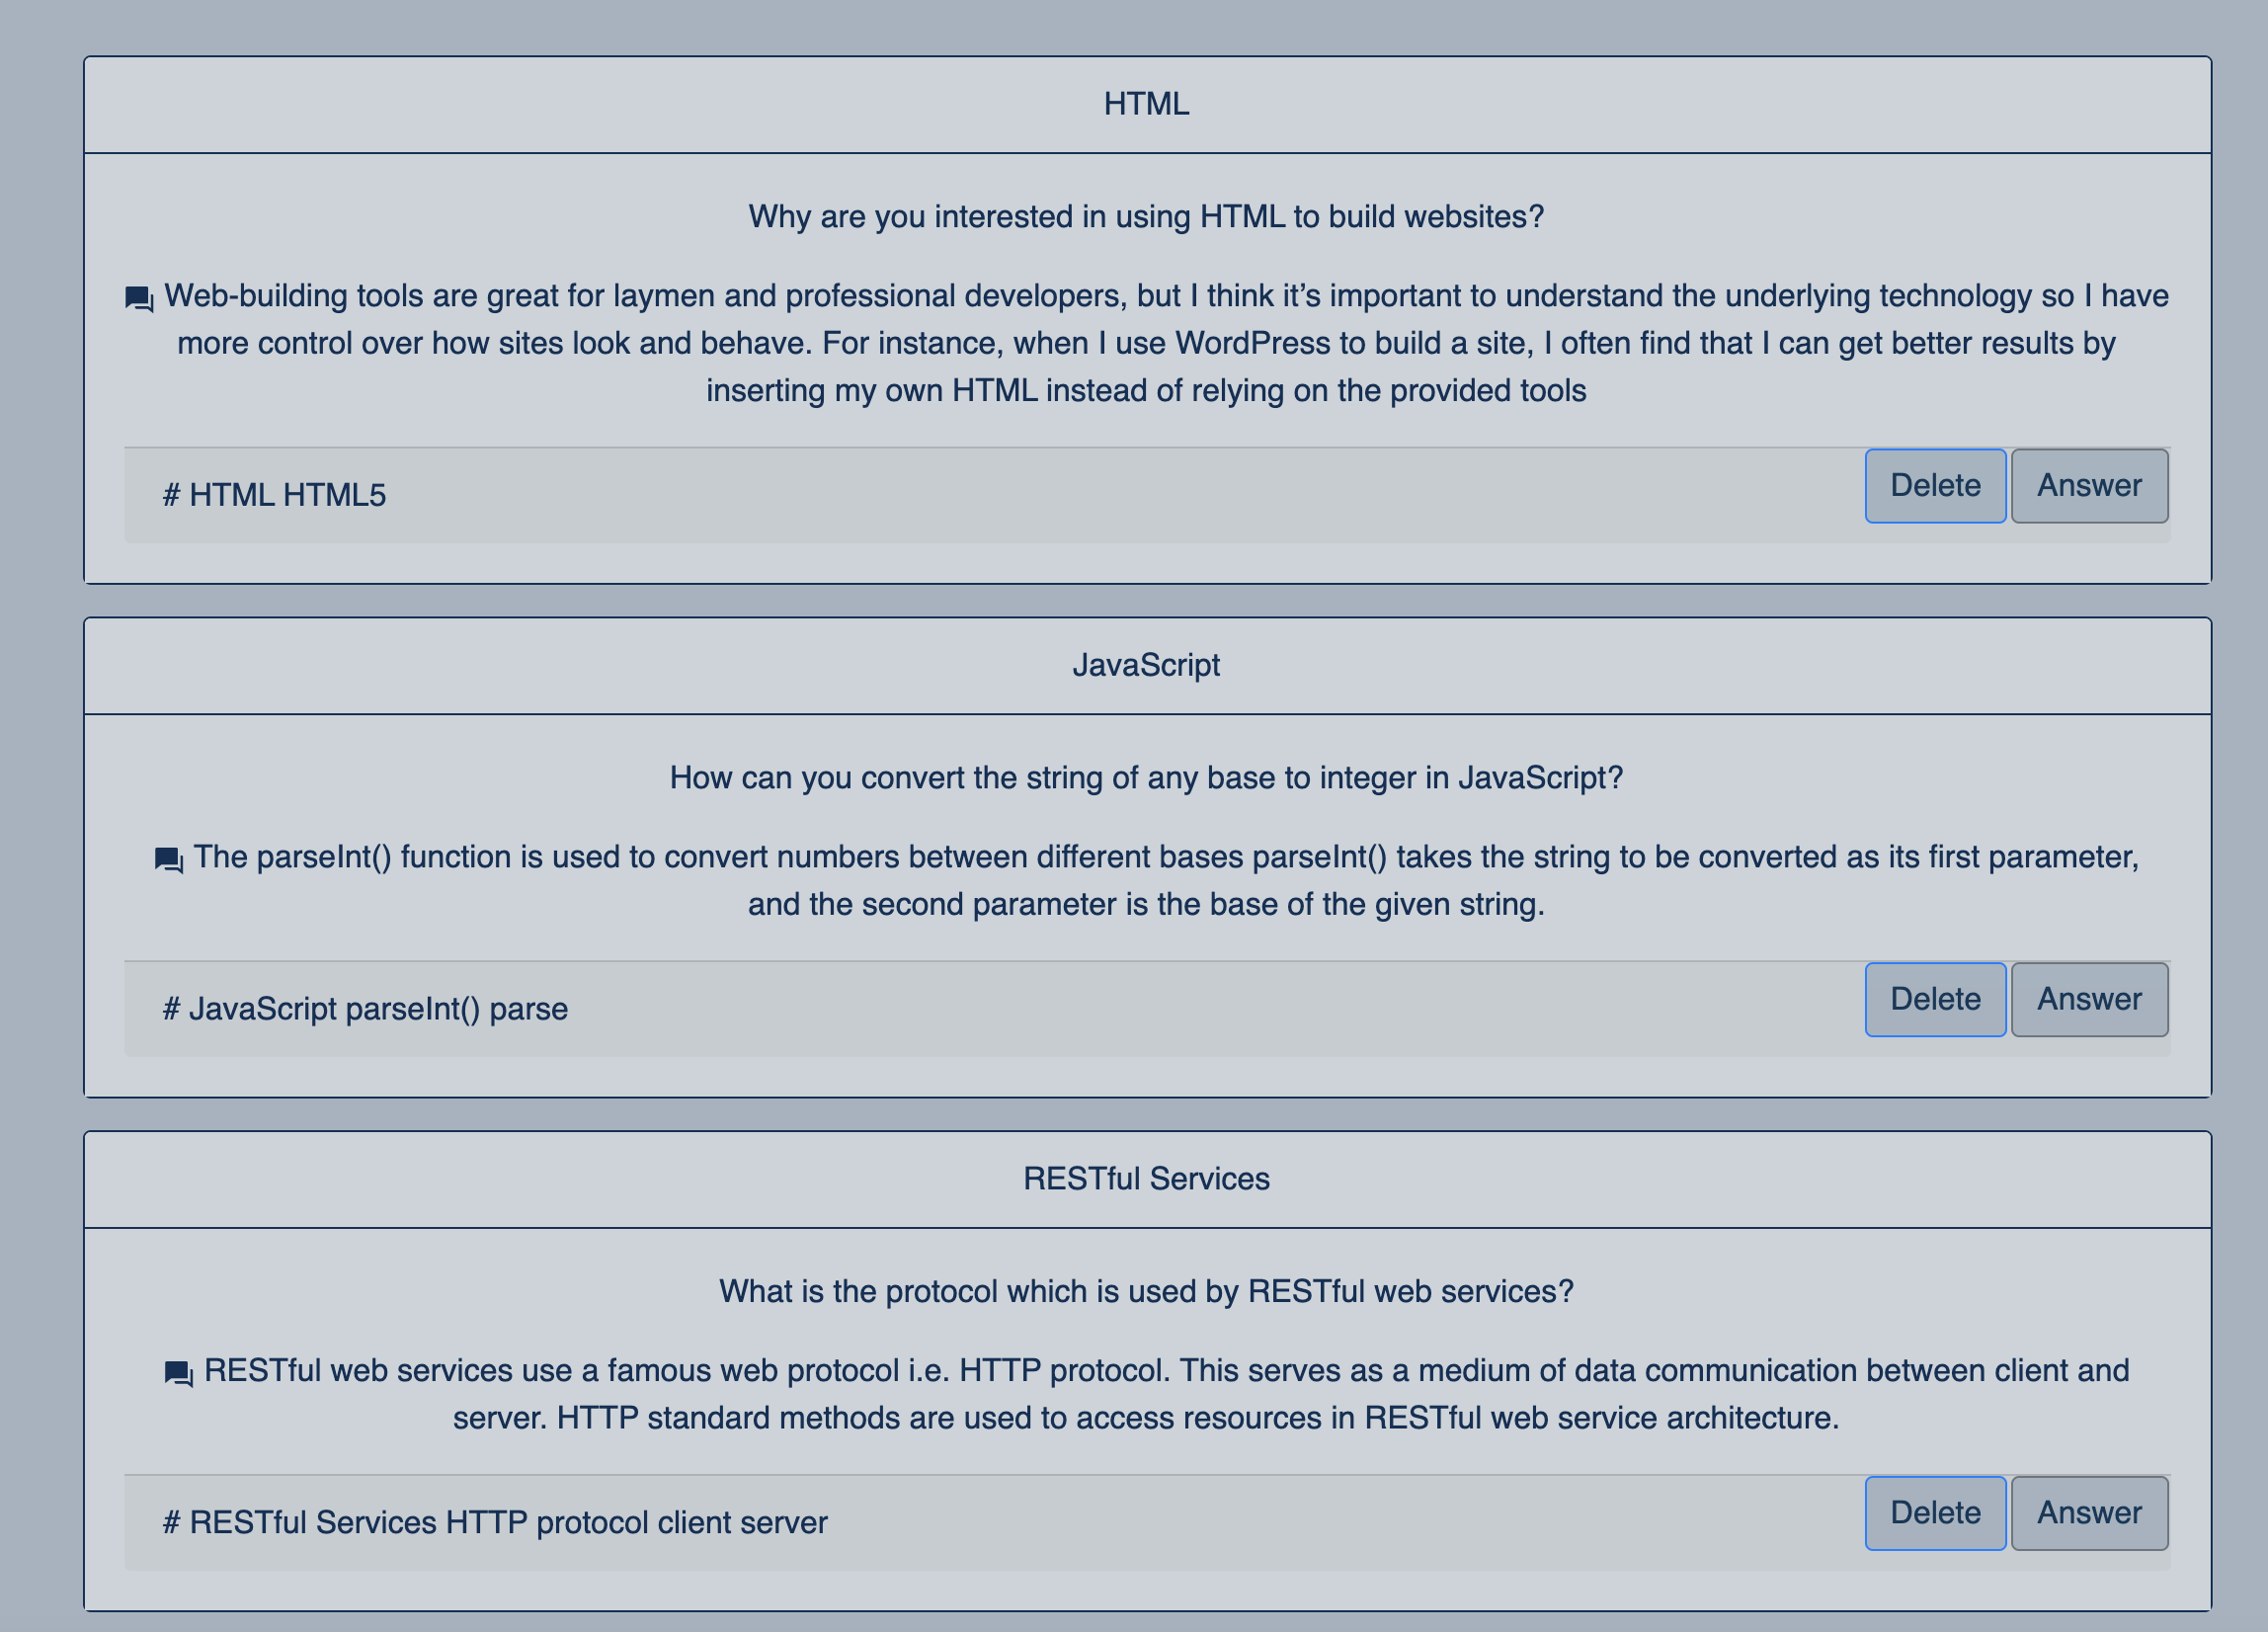 HTML
Why are you interested in using HTML to build websites?
Web-building tools are great for laymen and professional developers, but I think it’s important to understand the underlying technology so I have
more control over how sites look and behave. For instance, when I use WordPress to build a site, I often find that I can get better results by
inserting my own HTML instead of relying on the provided tools
# HTML HTML5
Delete Answer
JavaScript
How can you convert the string of any base to integer in JavaScript?
The parseInt() function is used to convert numbers between different bases parseInt() takes the string to be converted as its first parameter,
and the second parameter is the base of the given string.
# JavaScript parseInt() parse
Delete Answer
RESTful Services
What is the protocol which is used by RESTful web services?
RESTful web services use a famous web protocol i.e. HTTP protocol. This serves as a medium of data communication between client and
server. HTTP standard methods are used to access resources in RESTful web service architecture.
# RESTful Services HTTP protocol client server
Delete Answer